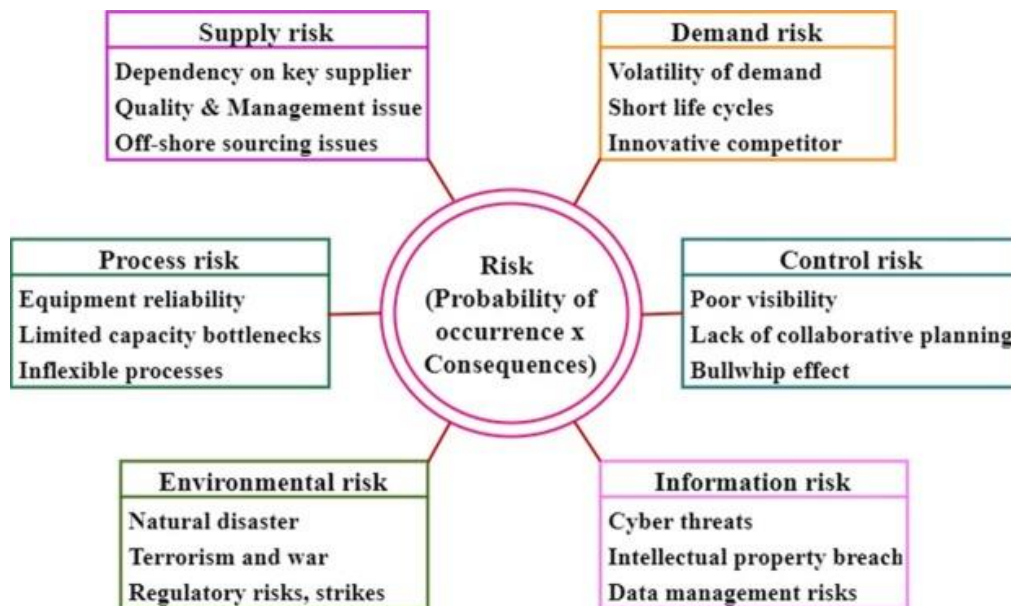 Supply risk
Dependency on key supplier
Quality & Management issue
Off-shore sourcing issues
Demand risk
Volatility of demand
Short life cycles
Innovative competitor
Process risk
Equipment reliability
Limited capacity bottlenecks
Inflexible processes
Risk
(Probability of
occurrence x
Consequences)
Control risk
Poor visibility
Lack of collaborative planning
Bullwhip effect
Environmental risk
Natural disaster
Terrorism and war
Regulatory risks, strikes
Information risk
Cyber threats
Intellectual property breach
Data management risks